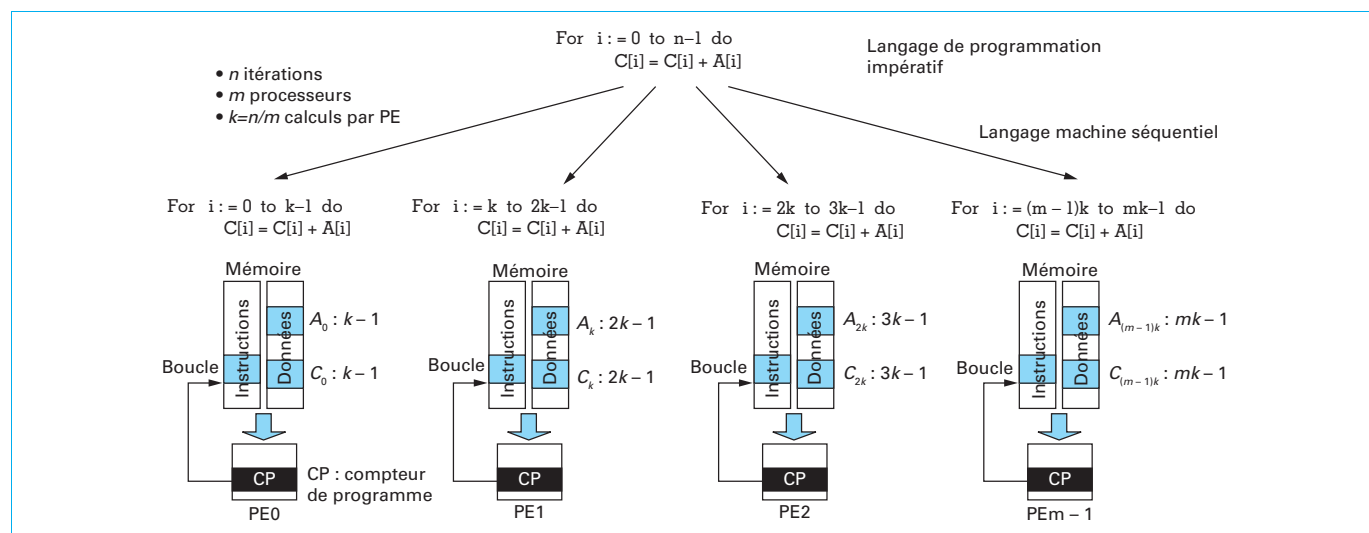 For i := 0 to n–1 do
C[i] = C[i] + A[i]
Langage de programmation
impératif
• n itérations
• m processeurs
• k=n/m calculs par PE
Langage machine séquentiel
For i := 0 to k–1 do
C[i] = C[i] + A[i]
For i := k to 2k–1 do
C[i] = C[i] + A[i]
For i := 2k to 3k–1 do
C[i] = C[i] + A[i]
For i := (m – 1)k to mk–1 do
C[i] = C[i] + A[i]
Mémoire
Instructions
Données
A0 : k – 1
C0 : k – 1
Boucle
CP
CP : compteur
de programme
PE0
Mémoire
Instructions
Données
Ak : 2k – 1
Ck : 2k – 1
Boucle
CP
PE1
Mémoire
Instructions
Données
A2k : 3k – 1
C2k : 3k – 1
Boucle
CP
PE2
Mémoire
Instructions
Données
A(m – 1)k : mk – 1
C(m – 1)k : mk – 1
Boucle
CP
PEm – 1